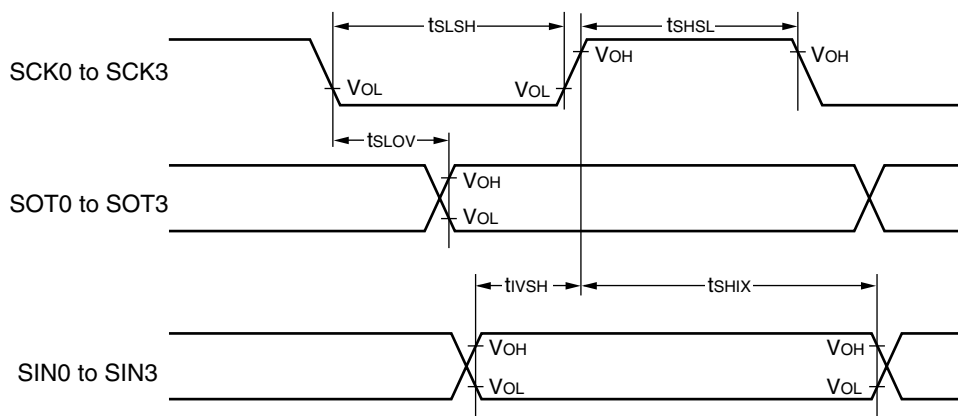 tSLSH
tSHSL
SCK0 to SCK3
VOH
VOH
VOL
VOL
tSLOV
SOT0 to SOT3
VOH
VOL
tIVSH
tSHIX
SIN0 to SIN3
VOH
VOH
VOL
VOL